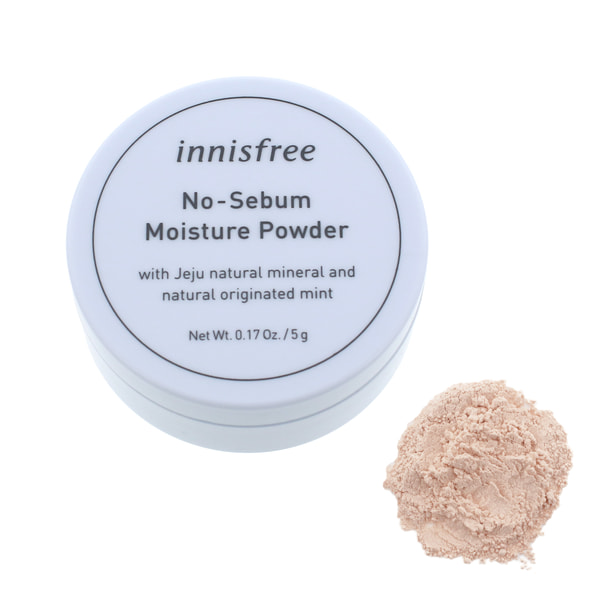 innisfree
No-Sebum
Moisture Powder
with Jeju natural mineral and
natural originated mint
Net Wt. 0.17 Oz. / 5 g